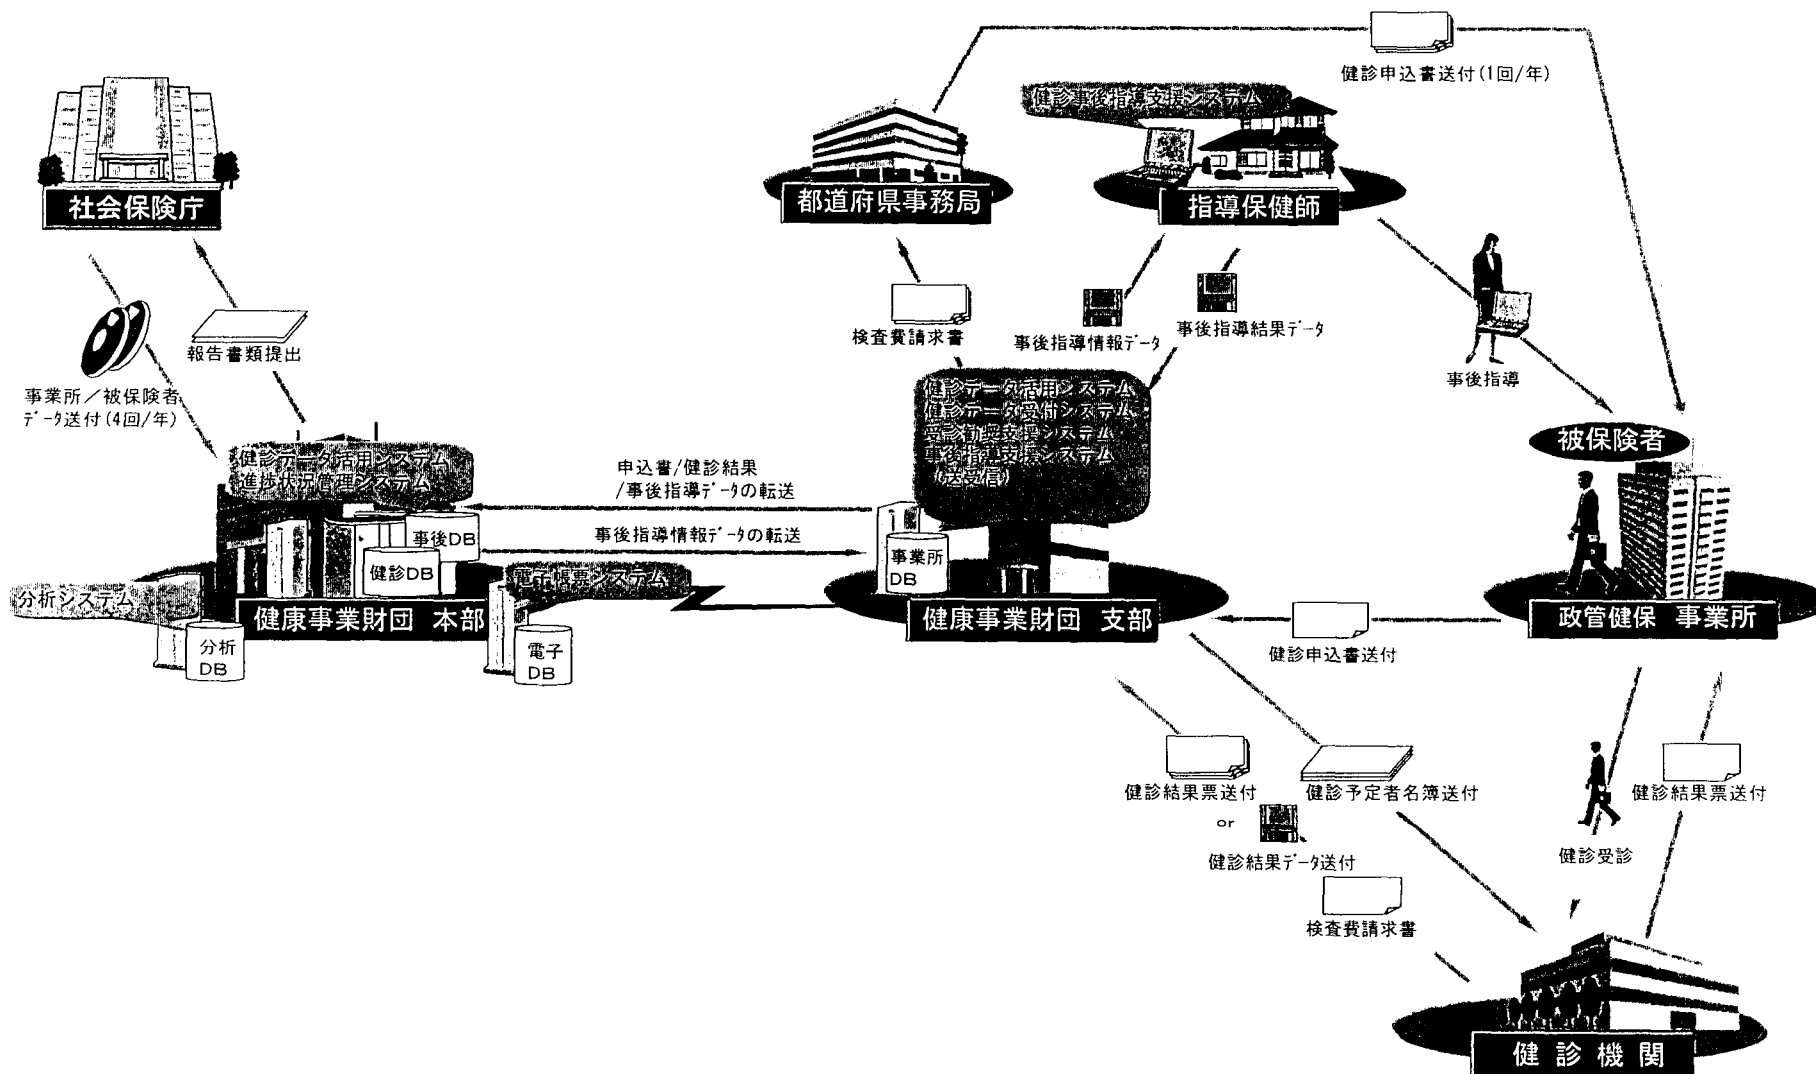 健診申込書送付(1回/年)
健診事後指導支援システム
社会保険庁
都道府県事務局
指導保健師
検査費請求書
事後指導情報データ
事後指導結果データ
報告書類提出
事業所／被保険者
データ送付(4回/年)
事後指導
健診データ活用システム
健診データ受付システム
受診勧奨支援システム
事後指導支援システム
(送受信)
被保険者
健診データ活用システム
進捗状況管理システム
申込書/健診結果
/事後指導データの転送
事後指導情報データの転送
事後DB
健診DB
事業所
DB
分析システム
電子帳票システム
健康事業財団 本部
健康事業財団 支部
政管健保 事業所
分析
DB
電子
DB
健診申込書送付
健診結果票送付
or
健診結果データ送付
健診予定者名簿送付
健診結果票送付
健診受診
検査費請求書
健診機関